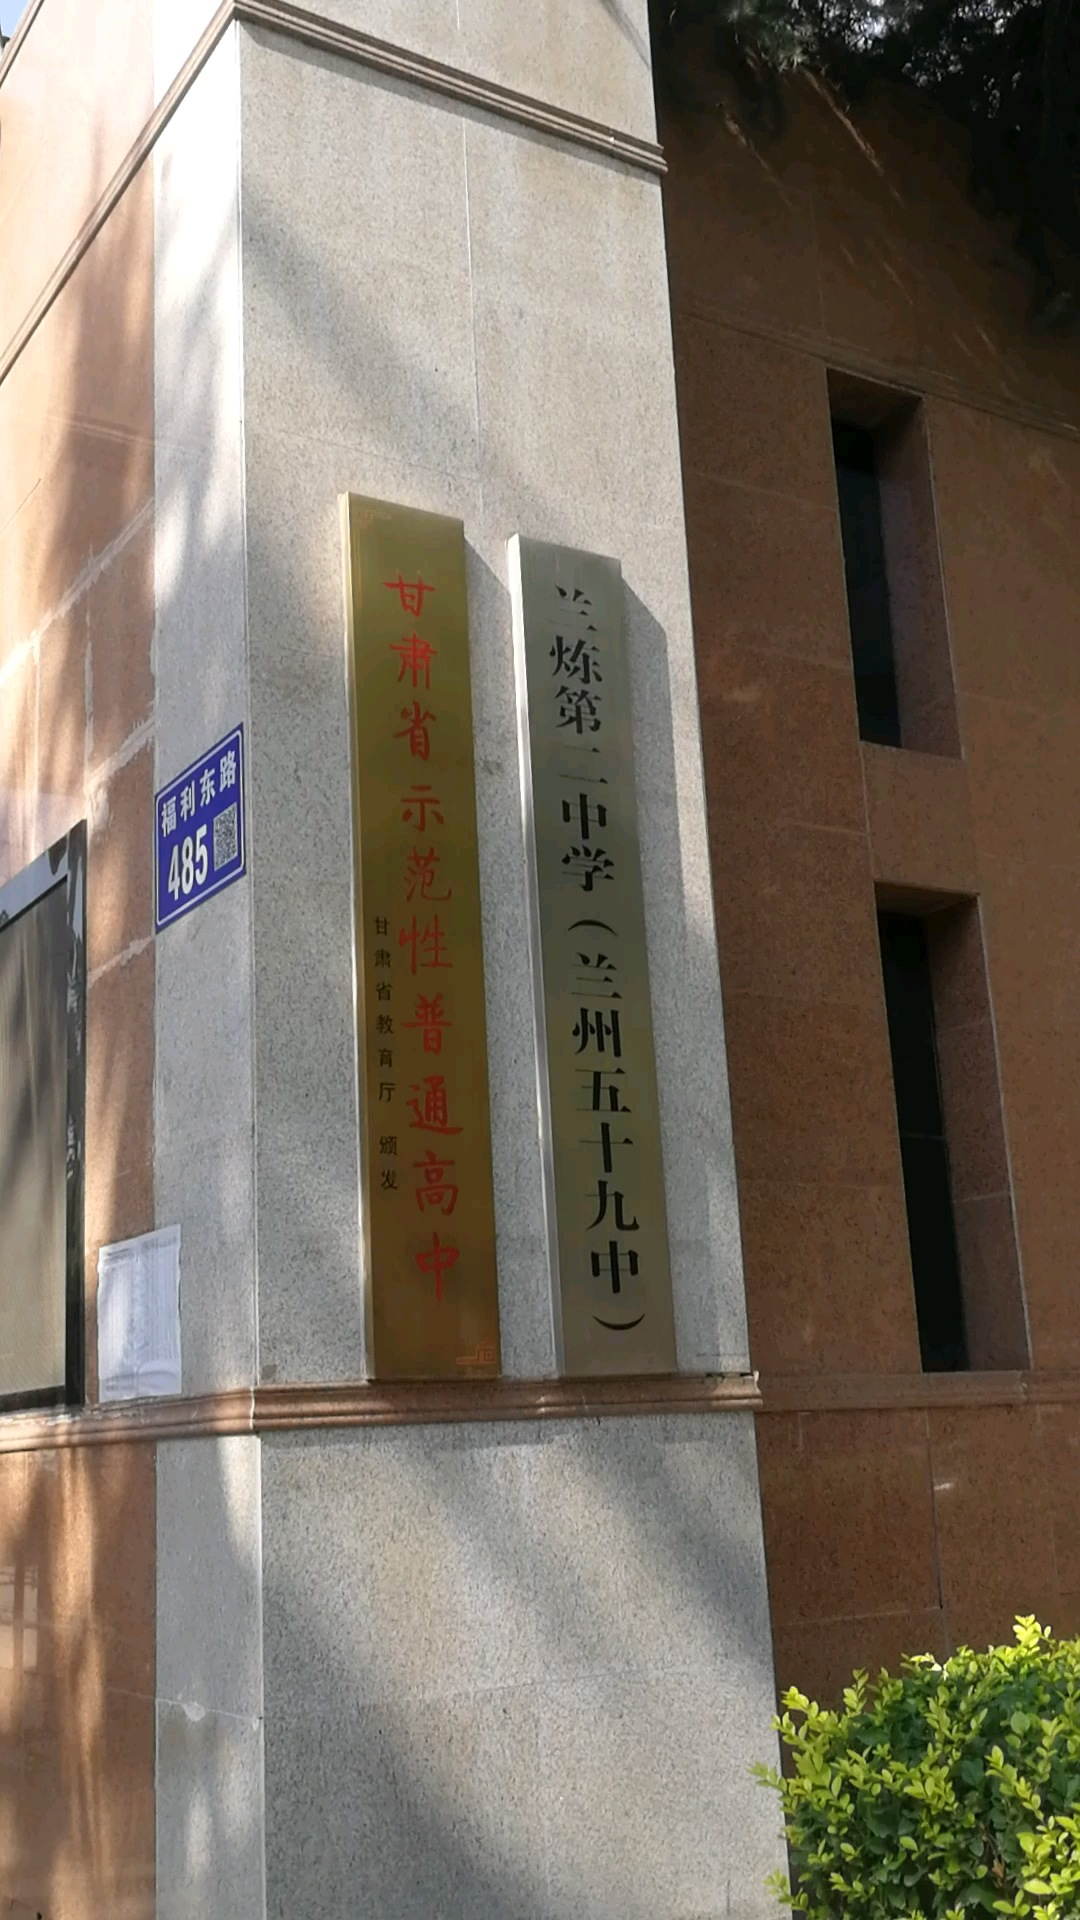 福利东路
485
甘肃省示范性普通高中
甘肃省教育厅 颁发
兰炼第二中学（兰州五十九中）